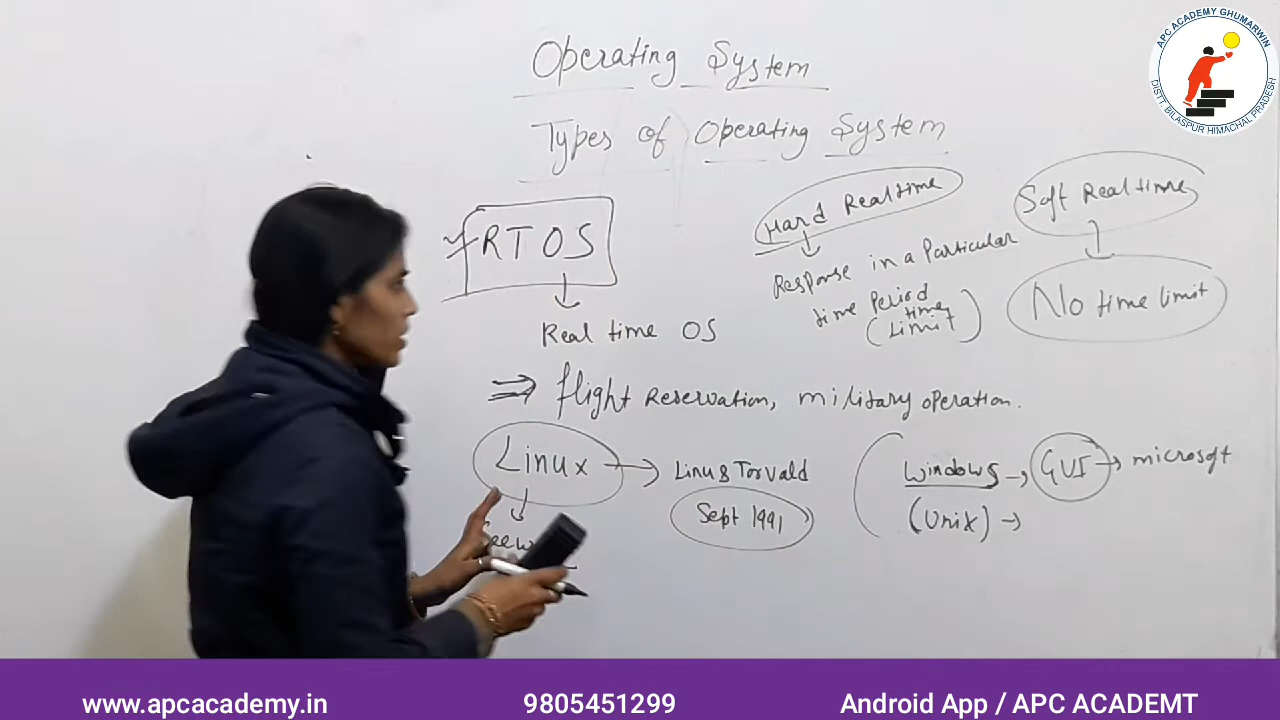 Operating System
Types of Operating System
RTOS
Real time OS
Hard Realtime
Response in a Particular
time Period
time
(Limit)
Soft Realtime
No time limit
⇒ flight Reservation, military operation.
Linux → Linus Torvald
Sept 1991
Windows → GUI → microsoft
(Unix) →
APC ACADEMY GHUMARWIN
DISTT. BILASPUR HIMACHAL PRADESH
www.apcacademy.in
9805451299
Android App / APC ACADEMT